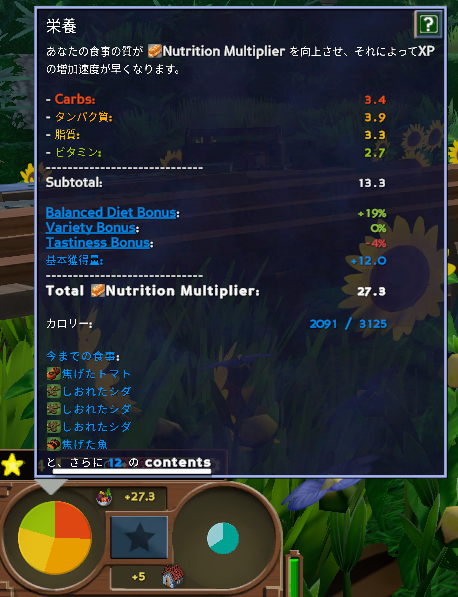 栄養
?
あなたの食事の質が Nutrition Multiplier を向上させ、それによってXP
の増加速度が早くなります。
- Carbs: 3.4
- タンパク質: 3.9
- 脂質: 3.3
- ビタミン: 2.7
----------------------------
Subtotal: 13.3
Balanced Diet Bonus: +19%
Variety Bonus: 0%
Tastiness Bonus: -4%
基本獲得量: +12.0
----------------------------
Total Nutrition Multiplier: 27.3
カロリー: 2091 / 3125
今までの食事:
焦げたトマト
しおれたシダ
しおれたシダ
しおれたシダ
焦げた魚
と、さらに 12 の contents
+27.3
+5